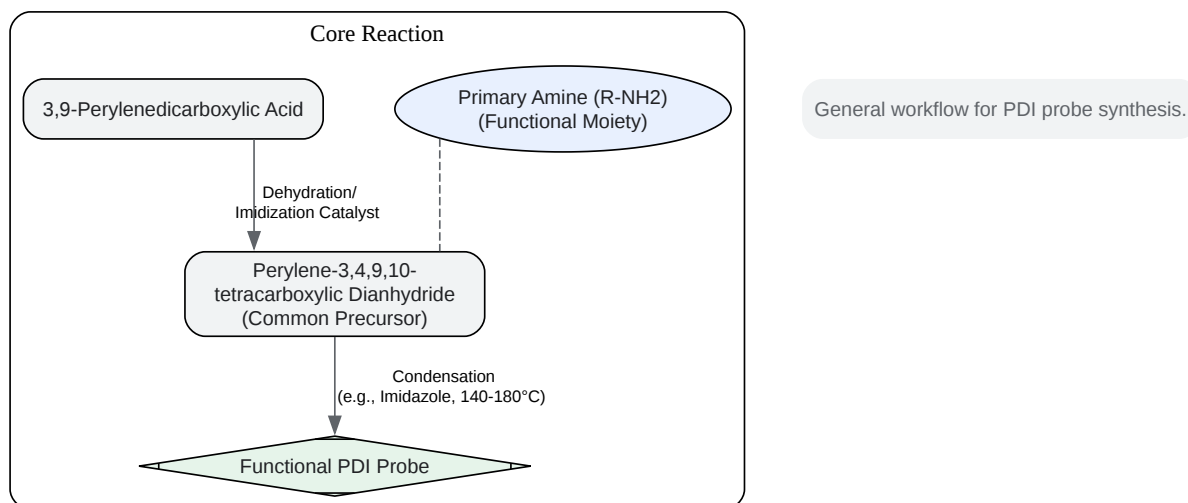 Core Reaction
3,9-Perylenedicarboxylic Acid
Primary Amine (R-NH2)
(Functional Moiety)
General workflow for PDI probe synthesis.
Dehydration/
Imidization Catalyst
Perylene-3,4,9,10-
tetracarboxylic Dianhydride
(Common Precursor)
Condensation
(e.g., Imidazole, 140-180°C)
Functional PDI Probe